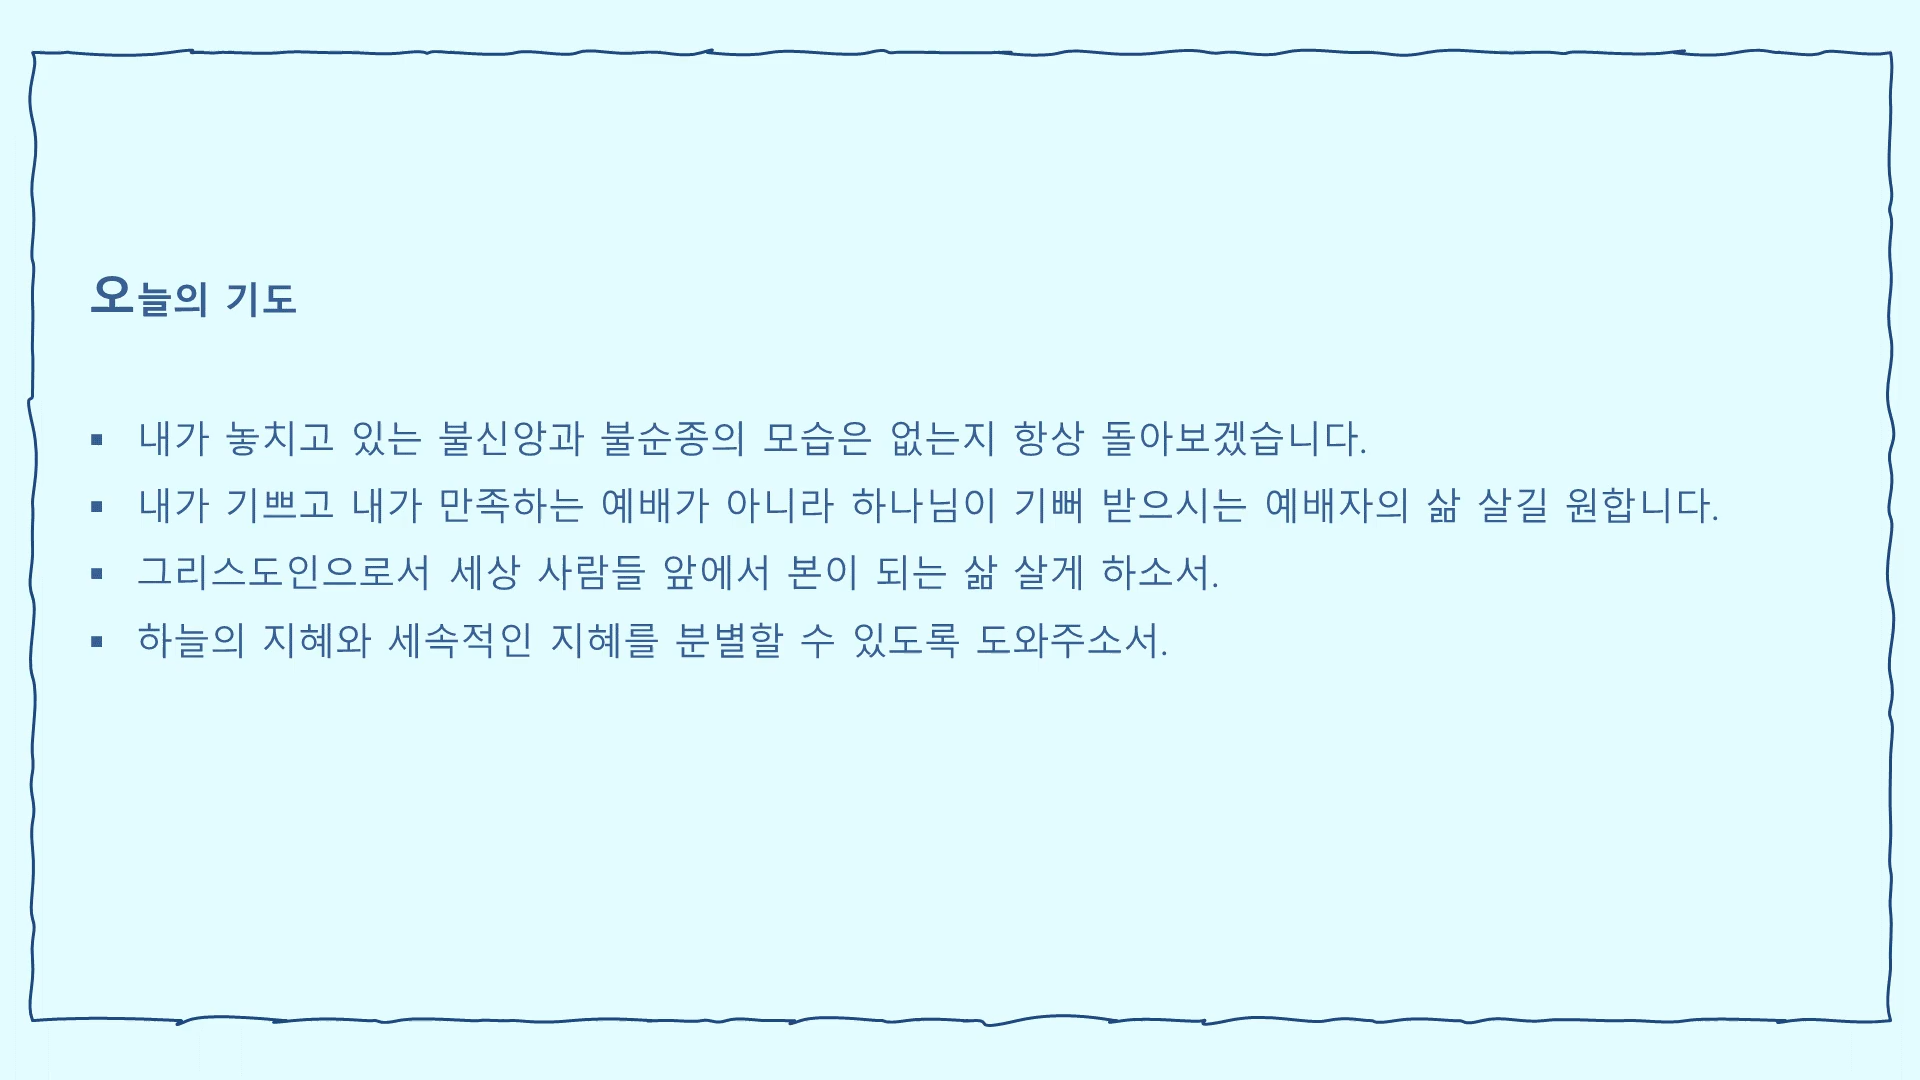 오늘의 기도
▪ 내가 놓치고 있는 불신앙과 불순종의 모습은 없는지 항상 돌아보겠습니다.
▪ 내가 기쁘고 내가 만족하는 예배가 아니라 하나님이 기뻐 받으시는 예배자의 삶 살길 원합니다.
▪ 그리스도인으로서 세상 사람들 앞에서 본이 되는 삶 살게 하소서.
▪ 하늘의 지혜와 세속적인 지혜를 분별할 수 있도록 도와주소서.